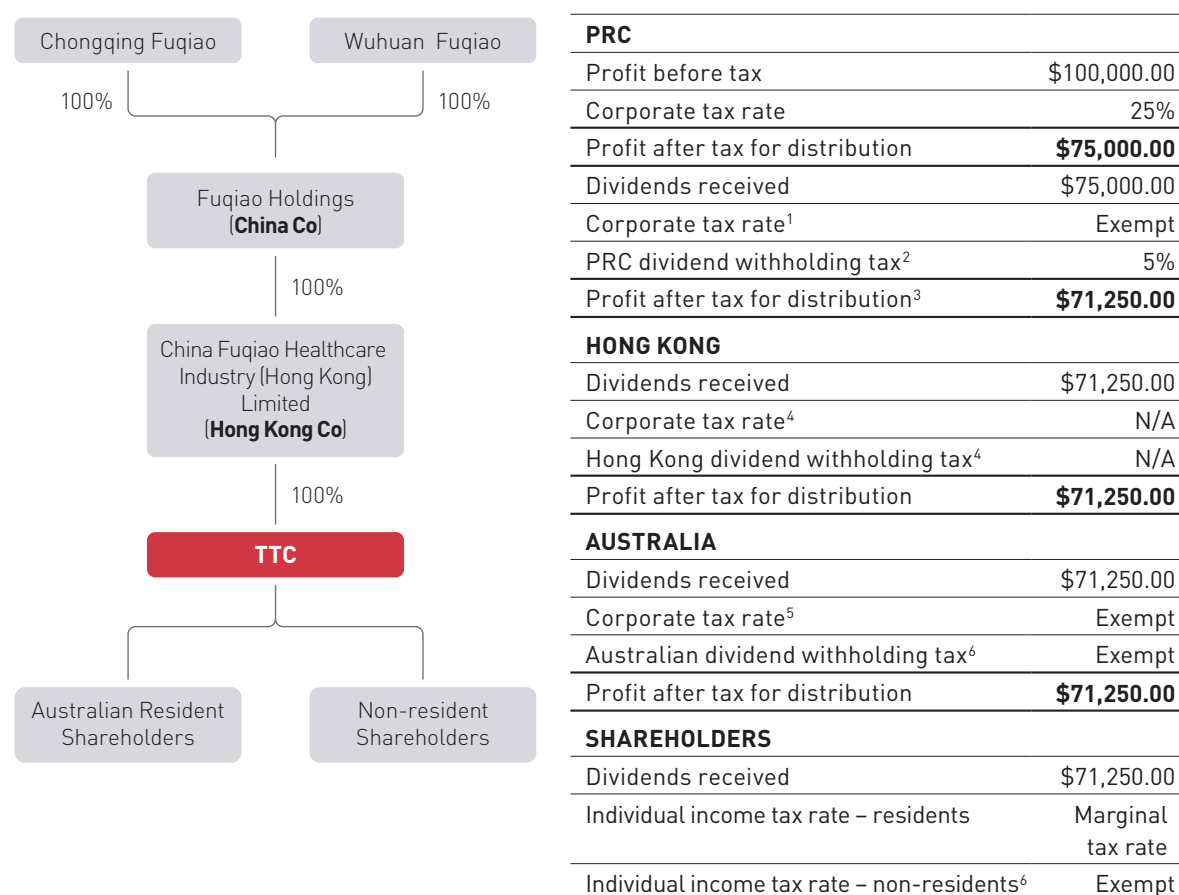 Chongqing Fuqiao
Wuhuan Fuqiao
100%
100%
Fuqiao Holdings
(China Co)
100%
China Fuqiao Healthcare
Industry (Hong Kong)
Limited
(Hong Kong Co)
100%
TTC
Australian Resident
Shareholders
Non-resident
Shareholders
PRC
Profit before tax $100,000.00
Corporate tax rate 25%
Profit after tax for distribution $75,000.00
Dividends received $75,000.00
Corporate tax rate¹ Exempt
PRC dividend withholding tax² 5%
Profit after tax for distribution³ $71,250.00
HONG KONG
Dividends received $71,250.00
Corporate tax rate⁴ N/A
Hong Kong dividend withholding tax⁴ N/A
Profit after tax for distribution $71,250.00
AUSTRALIA
Dividends received $71,250.00
Corporate tax rate⁵ Exempt
Australian dividend withholding tax⁶ Exempt
Profit after tax for distribution $71,250.00
SHAREHOLDERS
Dividends received $71,250.00
Individual income tax rate – residents Marginal
tax rate
Individual income tax rate – non-residents⁶ Exempt